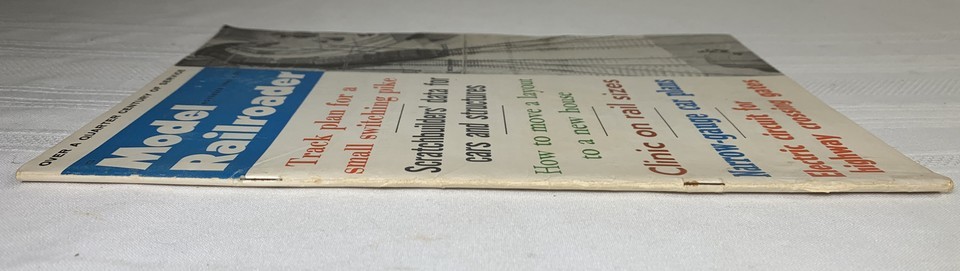 OVER A QUARTER CENTURY OF SERVICE
Model
Railroader
Track plan for a
small switching pike
Scratchbuilders' data for
cars and structures
How to move a layout
to a new house
Clinic on rail sizes
Narrow-gauge car plans
Electric circuit for
highway crossing gates